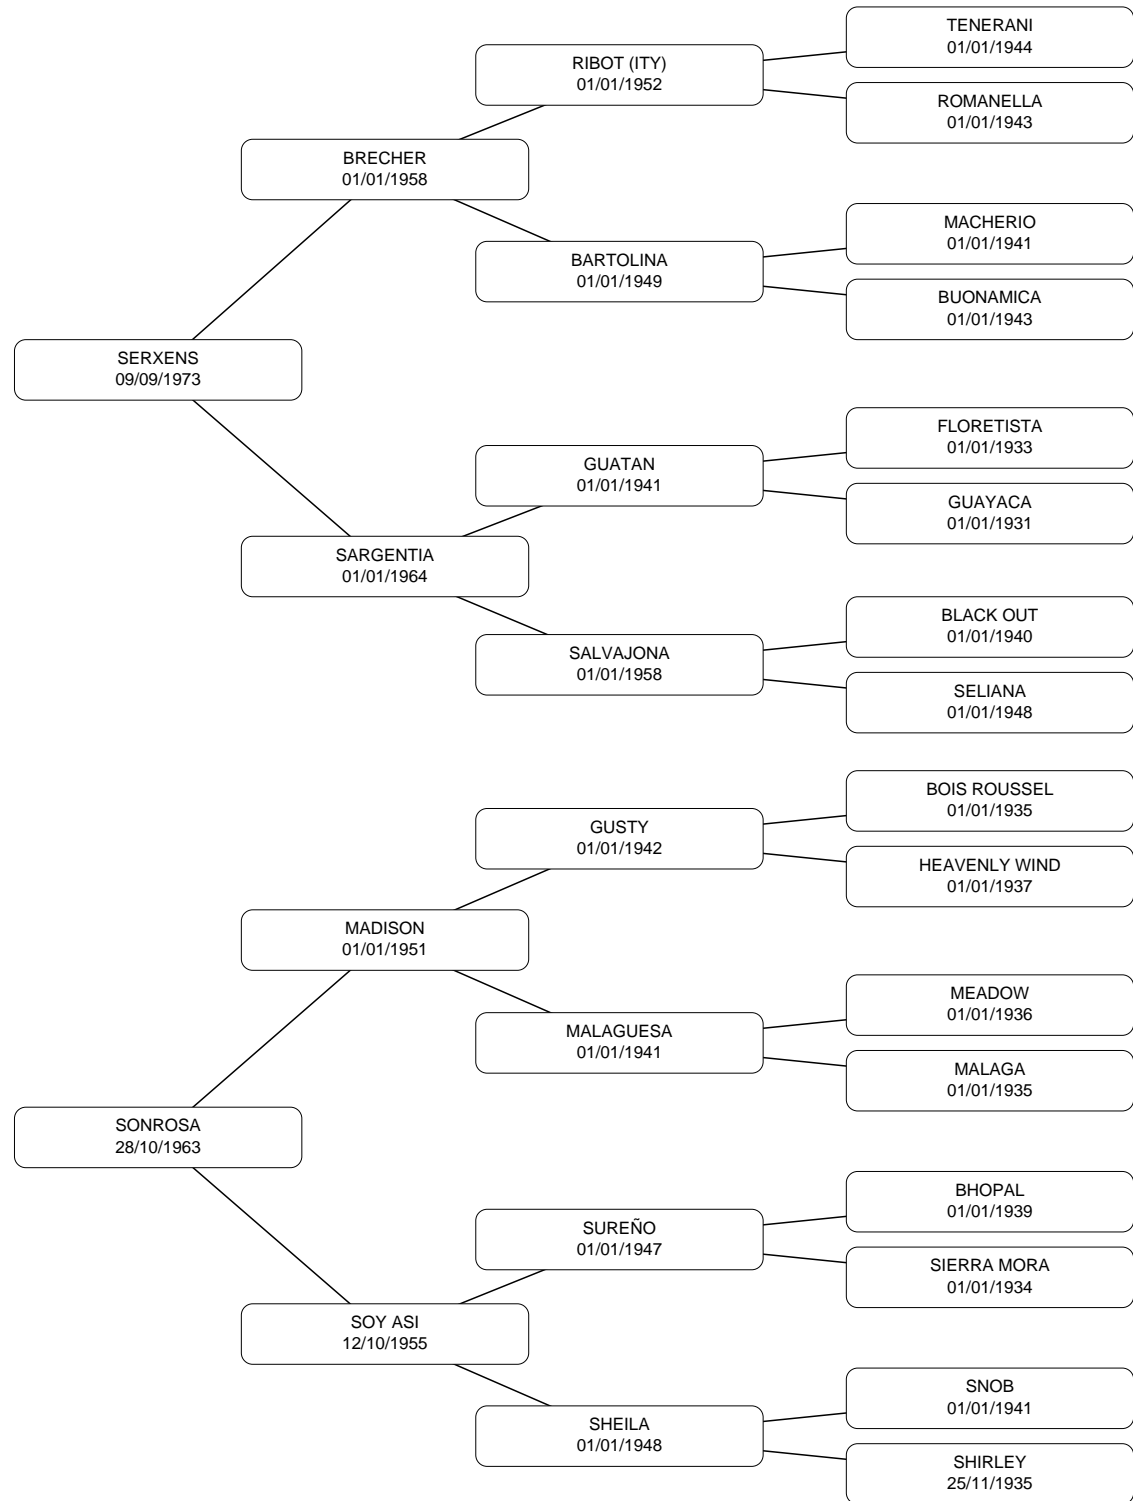 TENERANI
01/01/1944
RIBOT (ITY)
01/01/1952
ROMANELLA
01/01/1943
BRECHER
01/01/1958
MACHERIO
01/01/1941
BARTOLINA
01/01/1949
BUONAMICA
01/01/1943
SERXENS
09/09/1973
FLORETISTA
01/01/1933
GUATAN
01/01/1941
GUAYACA
01/01/1931
SARGENTIA
01/01/1964
BLACK OUT
01/01/1940
SALVAJONA
01/01/1958
SELIANA
01/01/1948
BOIS ROUSSEL
01/01/1935
GUSTY
01/01/1942
HEAVENLY WIND
01/01/1937
MADISON
01/01/1951
MEADOW
01/01/1936
MALAGUESA
01/01/1941
MALAGA
01/01/1935
SONROSA
28/10/1963
BHOPAL
01/01/1939
SUREÑO
01/01/1947
SIERRA MORA
01/01/1934
SOY ASI
12/10/1955
SNOB
01/01/1941
SHEILA
01/01/1948
SHIRLEY
25/11/1935